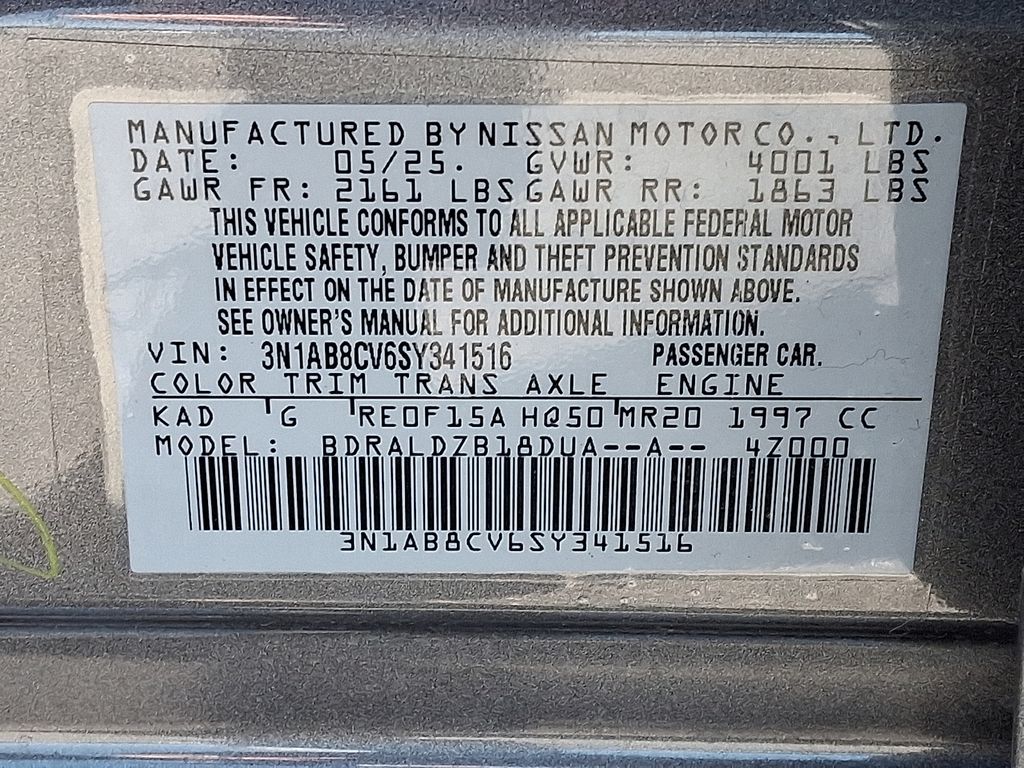 MANUFACTURED BY NISSAN MOTOR CO., LTD.
DATE: 05/25. GVWR: 4001 LBS
GAWR FR: 2161 LBS GAWR RR: 1863 LBS
THIS VEHICLE CONFORMS TO ALL APPLICABLE FEDERAL MOTOR
VEHICLE SAFETY, BUMPER AND THEFT PREVENTION STANDARDS
IN EFFECT ON THE DATE OF MANUFACTURE SHOWN ABOVE.
SEE OWNER'S MANUAL FOR ADDITIONAL INFORMATION.
VIN: 3N1AB8CV6SY341516 PASSENGER CAR.
COLOR TRIM TRANS AXLE ENGINE
KAD G RE0F15A HQ50 MR20 1997 CC
MODEL: BDRALDZB18DUA--A-- 4Z000
3N1AB8CV6SY341516